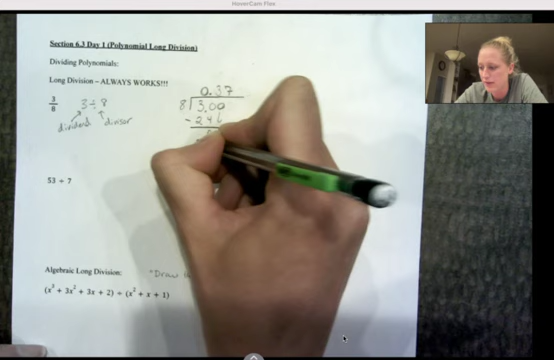 HoverCam Flex
Section 6.3 Day 1 (Polynomial Long Division)
Dividing Polynomials:
Long Division – ALWAYS WORKS!!!
3/8 3 ÷ 8
dividend divisor
0.37
8 3.00
- 2 4
53 ÷ 7
Algebraic Long Division: "Draw
(x³ + 3x² + 3x + 2) ÷ (x² + x + 1)